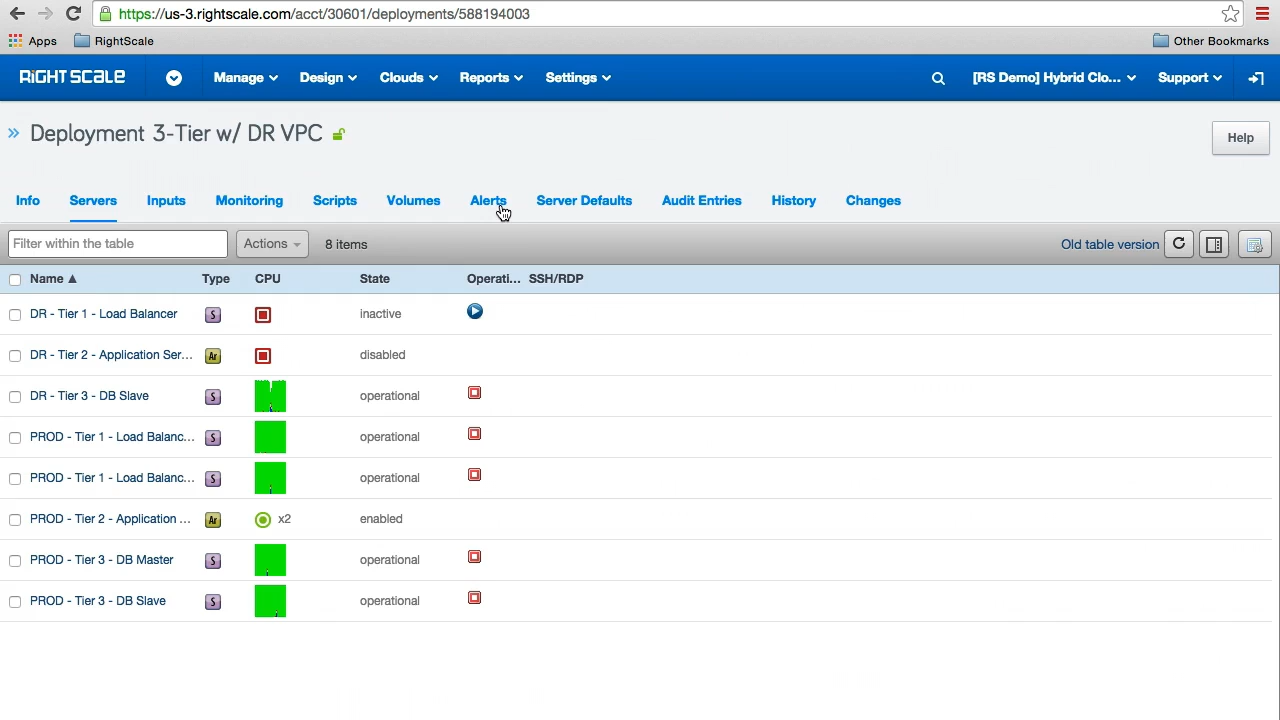 https://us-3.rightscale.com/acct/30601/deployments/588194003
Apps RightScale Other Bookmarks
RIGHTSCALE Manage Design Clouds Reports Settings [RS Demo] Hybrid Clo... Support
Deployment 3-Tier w/ DR VPC
Help
Info Servers Inputs Monitoring Scripts Volumes Alerts Server Defaults Audit Entries History Changes
Filter within the table Actions 8 items Old table version
Name Type CPU State Operati... SSH/RDP
DR - Tier 1 - Load Balancer S inactive
DR - Tier 2 - Application Ser... Ar disabled
DR - Tier 3 - DB Slave S operational
PROD - Tier 1 - Load Balanc... S operational
PROD - Tier 1 - Load Balanc... S operational
PROD - Tier 2 - Application ... Ar x2 enabled
PROD - Tier 3 - DB Master S operational
PROD - Tier 3 - DB Slave S operational